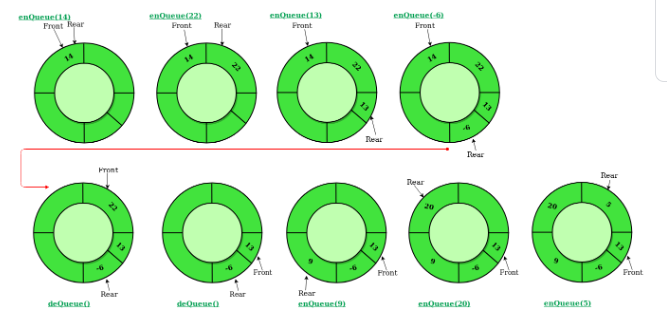 enQueue(14) enQueue(22) enQueue(13) enQueue(-6)
Front Rear Front Rear Front Front
14 14 22 14 22 13 14 22 13 -6
Rear Rear
Front Rear Rear
22 13 -6 13 -6 13 -6 9 20 13 -6 9 20 5 13 -6 9
Front Front Front Front
Rear Rear Rear
deQueue() deQueue() enQueue(9) enQueue(20) enQueue(5)